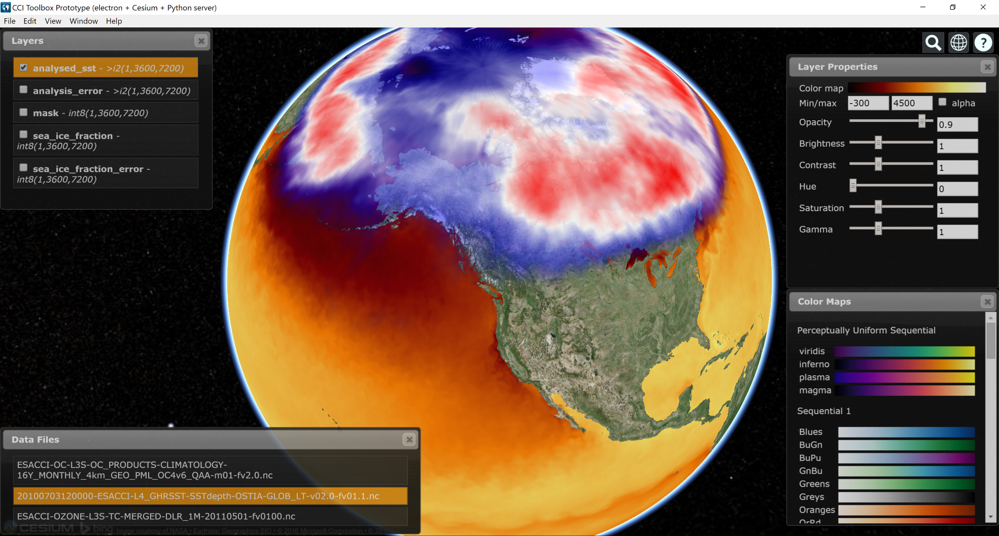 CCI Toolbox Prototype (electron + Cesium + Python server)
File Edit View Window Help
Layers
analysed_sst - >i2(1,3600,7200)
analysis_error - >i2(1,3600,7200)
mask - int8(1,3600,7200)
sea_ice_fraction -
int8(1,3600,7200)
sea_ice_fraction_error -
int8(1,3600,7200)
?
Layer Properties
Color map
Min/max -300 4500 alpha
Opacity 0.9
Brightness 1
Contrast 1
Hue 0
Saturation 1
Gamma 1
Color Maps
Perceptually Uniform Sequential
viridis
inferno
plasma
magma
Sequential 1
Blues
BuGn
BuPu
GnBu
Greens
Greys
Oranges
OrRd
Data Files
ESACCI-OC-L3S-OC_PRODUCTS-CLIMATOLOGY-
16Y_MONTHLY_4km_GEO_PML_OC4v6_QAA-m01-fv2.0.nc
20100703120000-ESACCI-L4_GHRSST-SSTdepth-OSTIA-GLOB_LT-v02.0-fv01.1.nc
ESACCI-OZONE-L3S-TC-MERGED-DLR_1M-20110501-fv0100.nc
CESIUM bing Image courtesy of NASA • Earthstar Geographics SIO • © 2016 Microsoft Corporation • ©